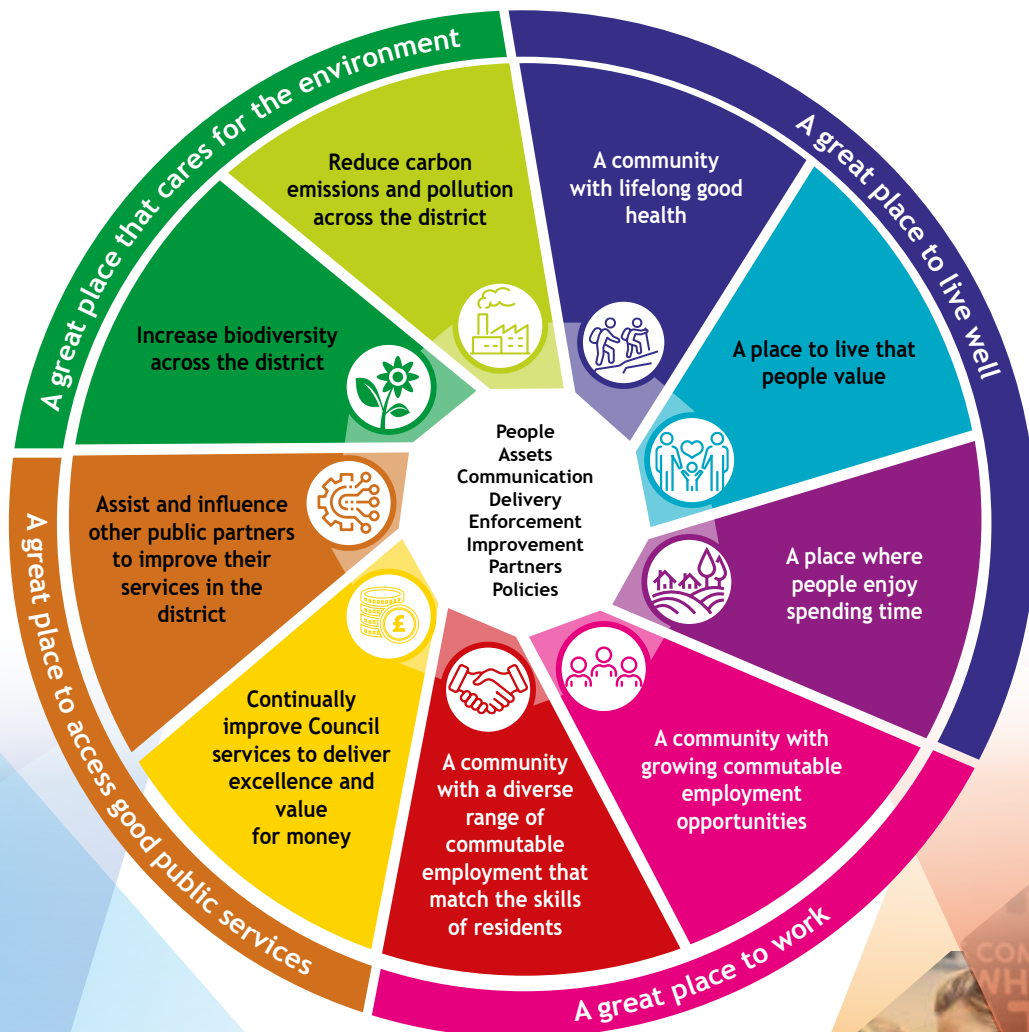 A great place that cares for the environment
A great place to live well
Reduce carbon
emissions and pollution
across the district
A community
with lifelong good
health
Increase biodiversity
across the district
A place to live that
people value
People
Assets
Communication
Delivery
Enforcement
Improvement
Partners
Policies
Assist and influence
other public partners
to improve their
services in the
district
A place where
people enjoy
spending time
£
Continually
improve Council
services to deliver
excellence and
value
for money
A community
with a diverse
range of
commutable
employment that
match the skills
of residents
A community with
growing commutable
employment
opportunities
A great place to access good public services
A great place to work